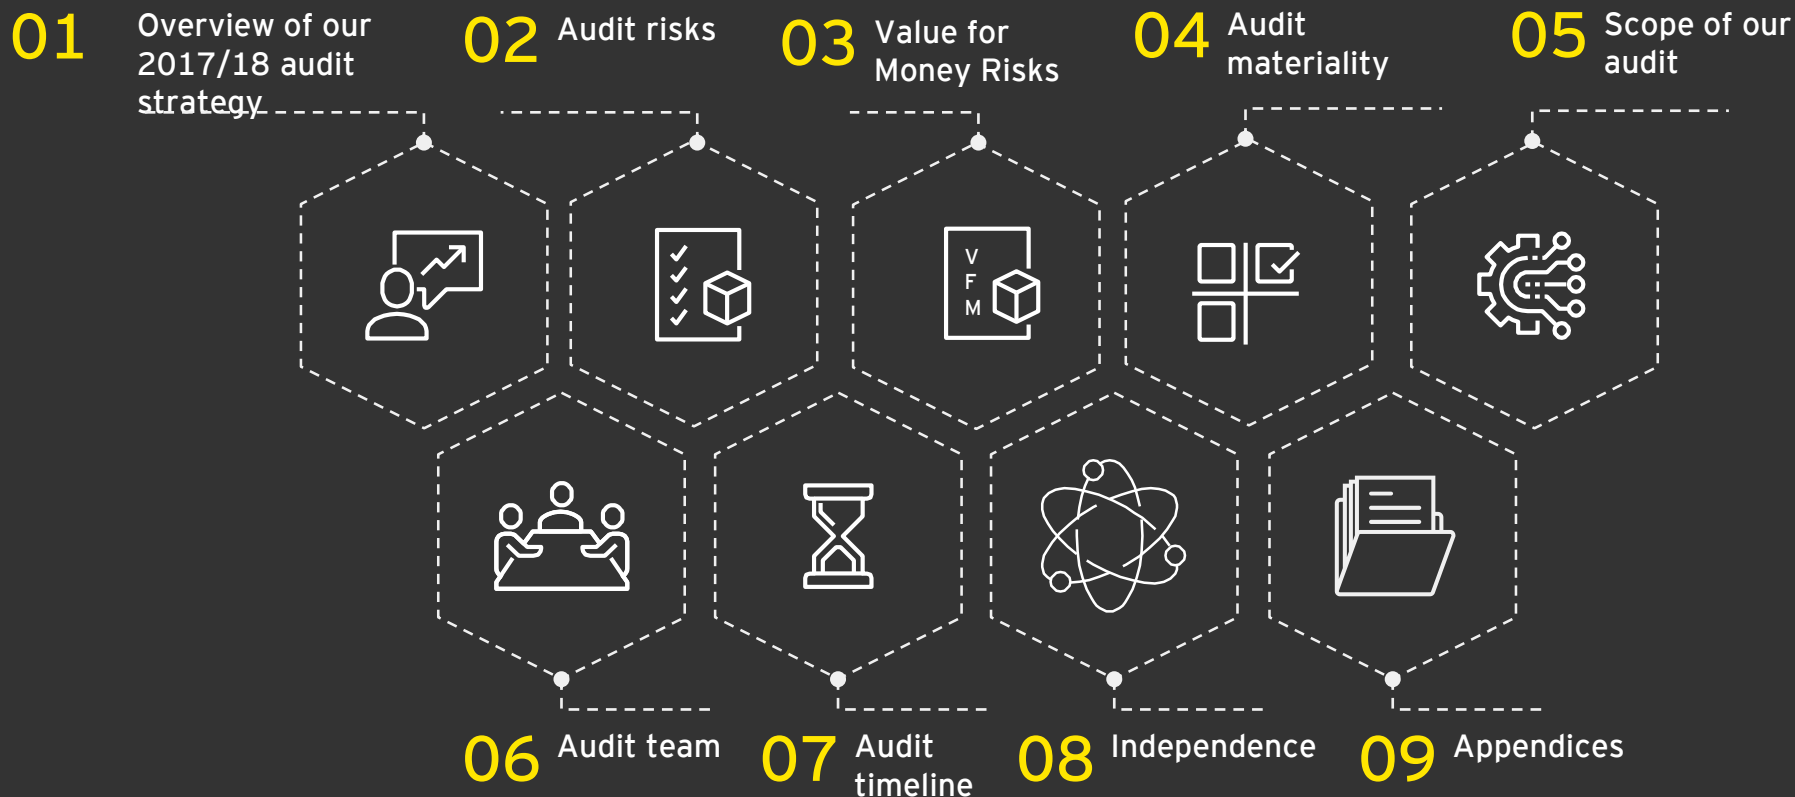 01
Overview of our
2017/18 audit
strategy
02
Audit risks
03
Value for
Money Risks
04
Audit
materiality
05
Scope of our
audit
V
F
M
06
Audit team
07
Audit
timeline
08
Independence
09
Appendices